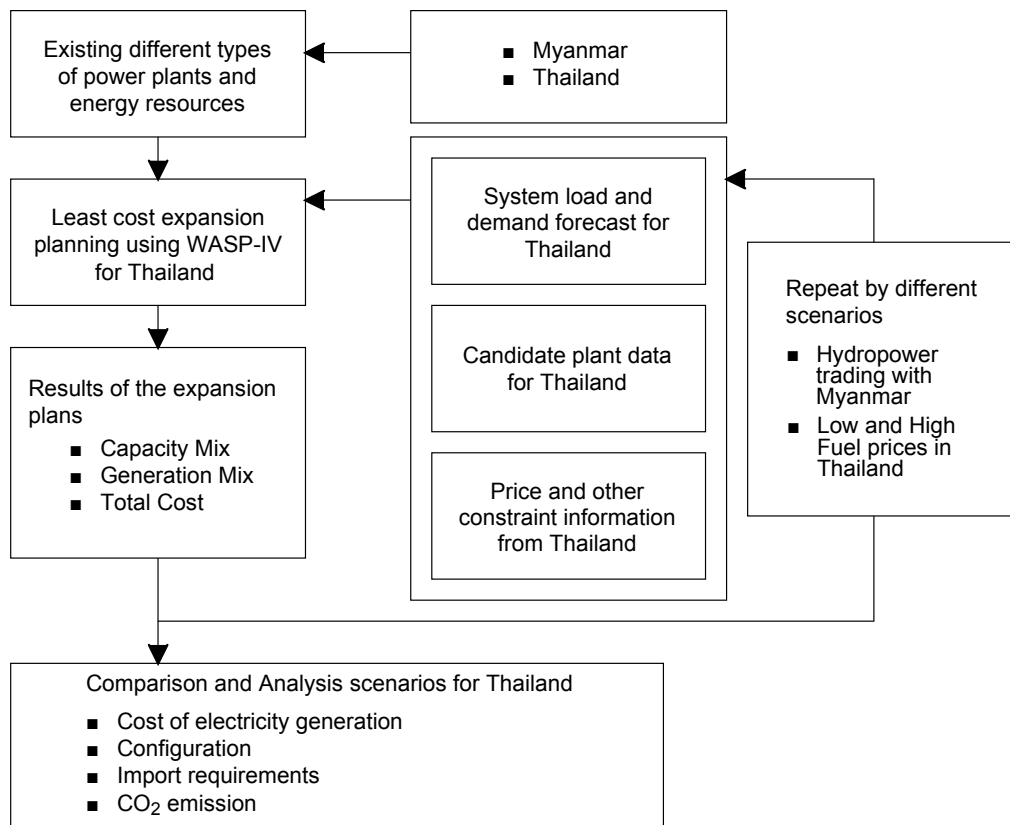 Existing different types
of power plants and
energy resources
■ Myanmar
■ Thailand
Least cost expansion
planning using WASP-IV
for Thailand
System load and
demand forecast for
Thailand
Candidate plant data
for Thailand
Price and other
constraint information
from Thailand
Repeat by different
scenarios
■ Hydropower
trading with
Myanmar
■ Low and High
Fuel prices in
Thailand
Results of the expansion
plans
■ Capacity Mix
■ Generation Mix
■ Total Cost
Comparison and Analysis scenarios for Thailand
■ Cost of electricity generation
■ Configuration
■ Import requirements
■ CO₂ emission